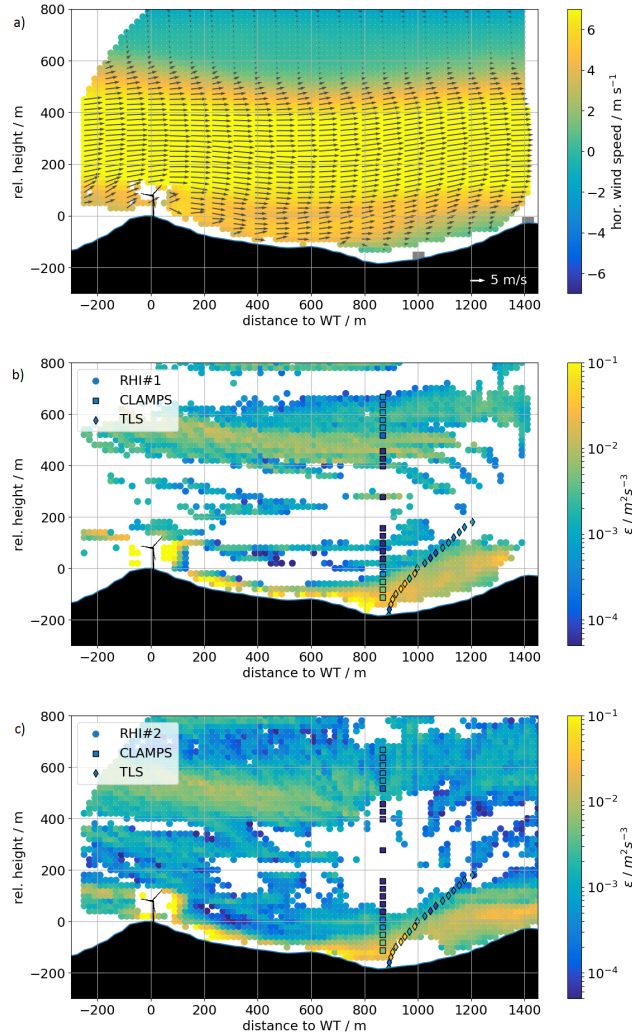 a)
800
600
400
200
0
−200
rel. height / m
−200 0 200 400 600 800 1000 1200 1400
distance to WT / m
5 m/s
6
4
2
0
−2
−4
−6
hor. wind speed / m s⁻¹
b)
800
600
400
200
0
−200
rel. height / m
RHI#1
CLAMPS
TLS
−200 0 200 400 600 800 1000 1200 1400
distance to WT / m
10⁻¹
10⁻²
10⁻³
10⁻⁴
ε / m²s⁻³
c)
800
600
400
200
0
−200
rel. height / m
RHI#2
CLAMPS
TLS
−200 0 200 400 600 800 1000 1200 1400
distance to WT / m
10⁻¹
10⁻²
10⁻³
10⁻⁴
ε / m²s⁻³